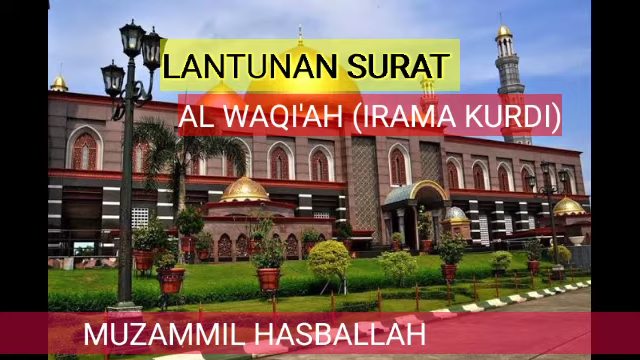 LANTUNAN SURAT
AL WAQI'AH (IRAMA KURDI)
MUZAMMIL HASBALLAH